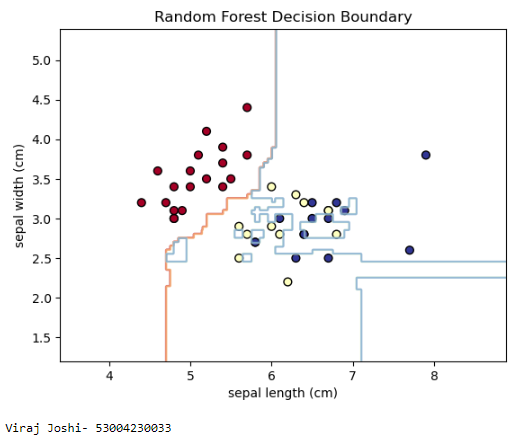 Random Forest Decision Boundary
5.0
4.5
4.0
3.5
3.0
2.5
2.0
1.5
sepal width (cm)
4 5 6 7 8
sepal length (cm)
Viraj Joshi- 53004230033